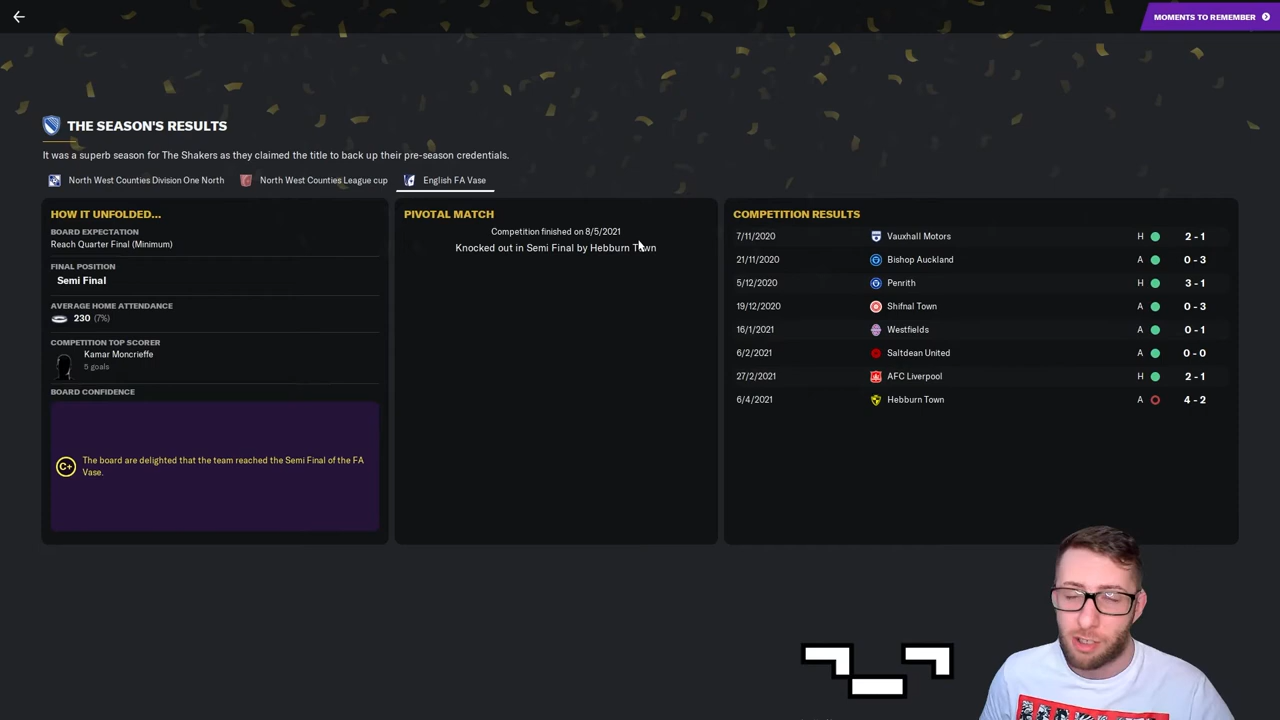 MOMENTS TO REMEMBER
THE SEASON'S RESULTS
It was a superb season for The Shakers as they claimed the title to back up their pre-season credentials.
North West Counties Division One North
North West Counties League cup
English FA Vase
HOW IT UNFOLDED...
BOARD EXPECTATION
Reach Quarter Final (Minimum)
FINAL POSITION
Semi Final
AVERAGE HOME ATTENDANCE
230 (7%)
COMPETITION TOP SCORER
Kamar Moncrieffe
5 goals
BOARD CONFIDENCE
C+
The board are delighted that the team reached the Semi Final of the FA
Vase.
PIVOTAL MATCH
Competition finished on 8/5/2021
Knocked out in Semi Final by Hebburn Town
COMPETITION RESULTS
7/11/2020 Vauxhall Motors H 2 - 1
21/11/2020 Bishop Auckland A 0 - 3
5/12/2020 Penrith H 3 - 1
19/12/2020 Shifnal Town A 0 - 3
16/1/2021 Westfields A 0 - 1
6/2/2021 Saltdean United A 0 - 0
27/2/2021 AFC Liverpool H 2 - 1
6/4/2021 Hebburn Town A 4 - 2